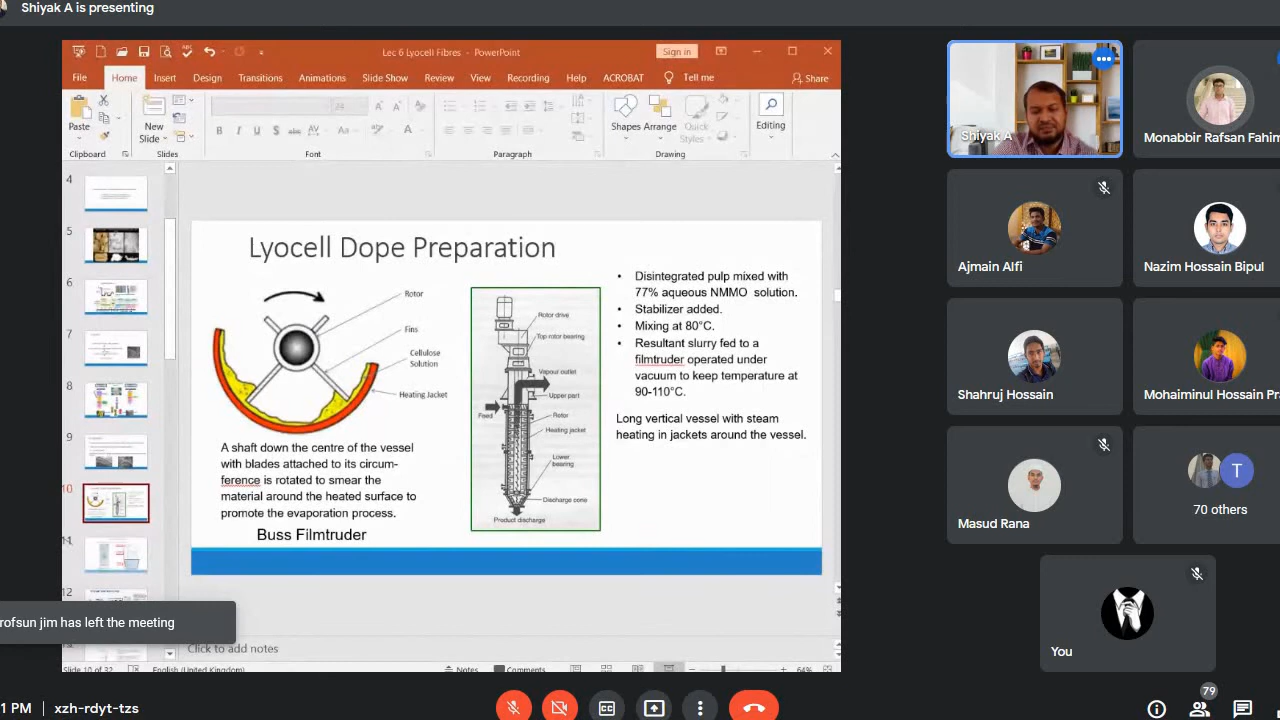 Shiyak A is presenting
Lec 6 Lyocell Fibres - PowerPoint
Sign in
File Home Insert Design Transitions Animations Slide Show Review View Recording Help ACROBAT Tell me Share
Paste
New
Slide
Shapes Arrange Quick
Styles
Editing
Clipboard Slides Font Paragraph Drawing
4
5
6
7
8
9
10
11
12
Lyocell Dope Preparation
Rotor
Fins
Cellulose
Solution
Heating Jacket
A shaft down the centre of the vessel
with blades attached to its circum-
ference is rotated to smear the
material around the heated surface to
promote the evaporation process.
Buss Filmtruder
Rotor drive
Top rotor bearing
Vapour outlet
Upper part
Feed
Rotor
Heating jacket
Lower
bearing
Discharge cone
Product discharge
• Disintegrated pulp mixed with
77% aqueous NMMO solution.
• Stabilizer added.
• Mixing at 80°C.
• Resultant slurry fed to a
filmtruder operated under
vacuum to keep temperature at
90-110°C.
Long vertical vessel with steam
heating in jackets around the vessel.
Click to add notes
Slide 10 of 32 English (United Kingdom) Notes Comments 64%
rofsun jim has left the meeting
Shiyak A
Monabbir Rafsan Fahim
Ajmain Alfi
Nazim Hossain Bipul
Shahruj Hossain
Mohaiminul Hossain Pr
Masud Rana
T
70 others
You
1 PM | xzh-rdyt-tzs
79